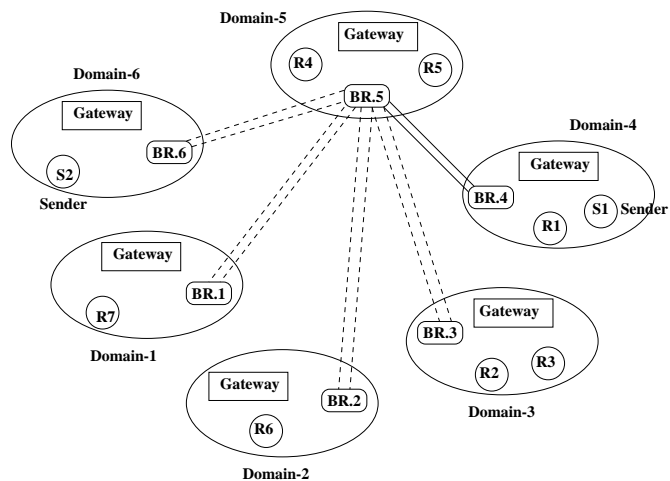 Domain-5
Gateway
R4
R5
BR.5
Domain-6
Gateway
BR.6
S2
Sender
Domain-4
Gateway
BR.4
S1 Sender
R1
Gateway
BR.1
R7
Domain-1
Gateway
BR.3
R3
R2
Domain-3
Gateway
BR.2
R6
Domain-2